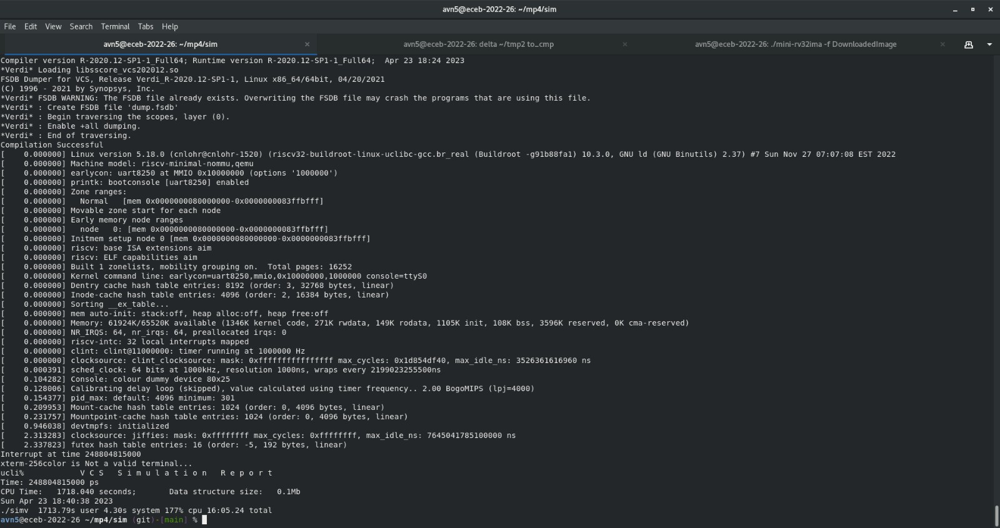 avn5@eceb-2022-26: ~/mp4/sim
File Edit View Search Terminal Tabs Help
avn5@eceb-2022-26: ~/mp4/sim
avn5@eceb-2022-26: delta ~/tmp2 to_cmp
avn5@eceb-2022-26: ./mini-rv32ima -f DownloadedImage
Compiler version R-2020.12-SP1-1_Full64; Runtime version R-2020.12-SP1-1_Full64;  Apr 23 18:24 2023
*Verdi* Loading libsscore_vcs202012.so
FSDB Dumper for VCS, Release Verdi_R-2020.12-SP1-1, Linux x86_64/64bit, 04/20/2021
(C) 1996 - 2021 by Synopsys, Inc.
*Verdi* FSDB WARNING: The FSDB file already exists. Overwriting the FSDB file may crash the programs that are using this file.
*Verdi* : Create FSDB file 'dump.fsdb'
*Verdi* : Begin traversing the scopes, layer (0).
*Verdi* : Enable +all dumping.
*Verdi* : End of traversing.
Compilation Successful
[    0.000000] Linux version 5.18.0 (cnlohr@cnlohr-1520) (riscv32-buildroot-linux-uclibc-gcc.br_real (Buildroot -g91b88fa1) 10.3.0, GNU ld (GNU Binutils) 2.37) #7 Sun Nov 27 07:07:08 EST 2022
[    0.000000] Machine model: riscv-minimal-nommu,qemu
[    0.000000] earlycon: uart8250 at MMIO 0x10000000 (options '1000000')
[    0.000000] printk: bootconsole [uart8250] enabled
[    0.000000] Zone ranges:
[    0.000000]   Normal   [mem 0x0000000080000000-0x0000000083ffbfff]
[    0.000000] Movable zone start for each node
[    0.000000] Early memory node ranges
[    0.000000]   node   0: [mem 0x0000000080000000-0x0000000083ffbfff]
[    0.000000] Initmem setup node 0 [mem 0x0000000080000000-0x0000000083ffbfff]
[    0.000000] riscv: base ISA extensions aim
[    0.000000] riscv: ELF capabilities aim
[    0.000000] Built 1 zonelists, mobility grouping on.  Total pages: 16252
[    0.000000] Kernel command line: earlycon=uart8250,mmio,0x10000000,1000000 console=ttyS0
[    0.000000] Dentry cache hash table entries: 8192 (order: 3, 32768 bytes, linear)
[    0.000000] Inode-cache hash table entries: 4096 (order: 2, 16384 bytes, linear)
[    0.000000] Sorting __ex_table...
[    0.000000] mem auto-init: stack:off, heap alloc:off, heap free:off
[    0.000000] Memory: 61924K/65520K available (1346K kernel code, 271K rwdata, 149K rodata, 1105K init, 108K bss, 3596K reserved, 0K cma-reserved)
[    0.000000] NR_IRQS: 64, nr_irqs: 64, preallocated irqs: 0
[    0.000000] riscv-intc: 32 local interrupts mapped
[    0.000000] clint: clint@11000000: timer running at 1000000 Hz
[    0.000000] clocksource: clint_clocksource: mask: 0xffffffffffffffff max_cycles: 0x1d854df40, max_idle_ns: 3526361616960 ns
[    0.000391] sched_clock: 64 bits at 1000kHz, resolution 1000ns, wraps every 2199023255500ns
[    0.104282] Console: colour dummy device 80x25
[    0.128006] Calibrating delay loop (skipped), value calculated using timer frequency.. 2.00 BogoMIPS (lpj=4000)
[    0.154377] pid_max: default: 4096 minimum: 301
[    0.209953] Mount-cache hash table entries: 1024 (order: 0, 4096 bytes, linear)
[    0.231757] Mountpoint-cache hash table entries: 1024 (order: 0, 4096 bytes, linear)
[    0.946038] devtmpfs: initialized
[    2.313283] clocksource: jiffies: mask: 0xffffffff max_cycles: 0xffffffff, max_idle_ns: 7645041785100000 ns
[    2.337823] futex hash table entries: 16 (order: -5, 192 bytes, linear)
Interrupt at time 248804815000
xterm-256color is Not a valid terminal...
ucli%            V C S   S i m u l a t i o n   R e p o r t
Time: 248804815000 ps
CPU Time:   1718.040 seconds;       Data structure size:   0.1Mb
Sun Apr 23 18:40:38 2023
./simv  1713.79s user 4.30s system 177% cpu 16:05.24 total
avn5@eceb-2022-26 ~/mp4/sim (git)-[main] %